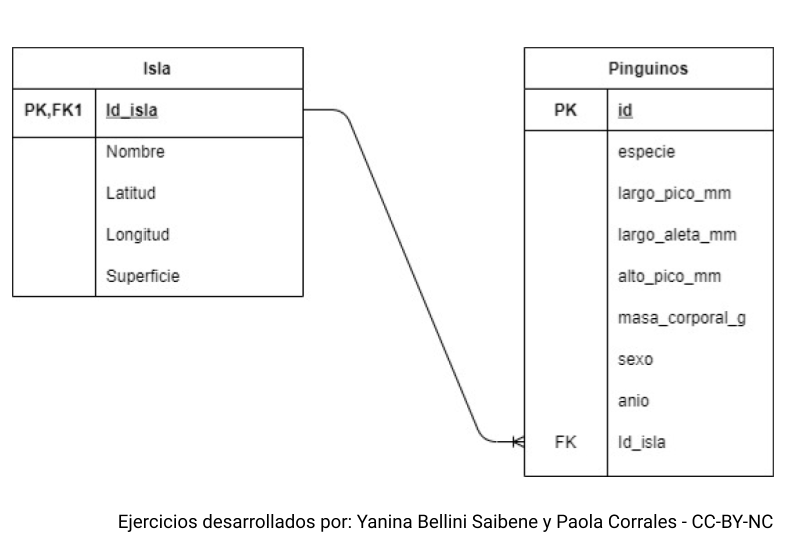 Isla
PK,FK1 Id_isla
Nombre
Latitud
Longitud
Superficie
Pinguinos
PK id
especie
largo_pico_mm
largo_aleta_mm
alto_pico_mm
masa_corporal_g
sexo
anio
FK Id_isla
Ejercicios desarrollados por: Yanina Bellini Saibene y Paola Corrales - CC-BY-NC